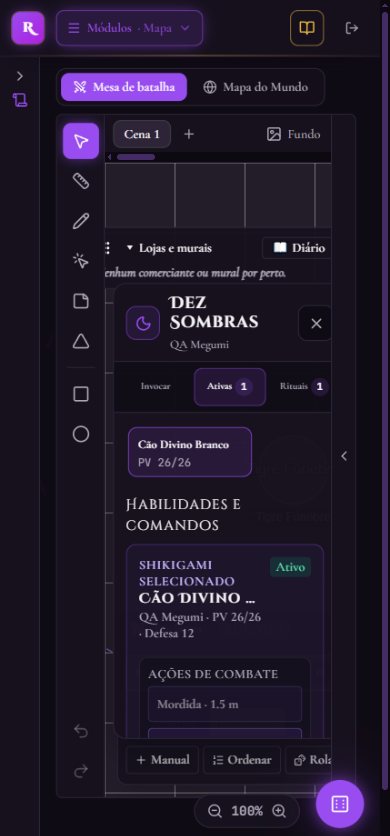 R
Módulos · Mapa
Mesa de batalha
Mapa do Mundo
Cena 1
Fundo
Lojas e murais
Diário
enhum comerciante ou mural por perto.
Dez
Sombras
QA Megumi
Invocar
Ativas 1
Rituais 1
Cão Divino Branco
PV 26/26
Habilidades e
comandos
SHIKIGAMI
SELECIONADO
Ativo
Cão Divino ...
QA Megumi · PV 26/26
· Defesa 12
AÇÕES DE COMBATE
Mordida · 1.5 m
Manual
Ordenar
Rola
100%